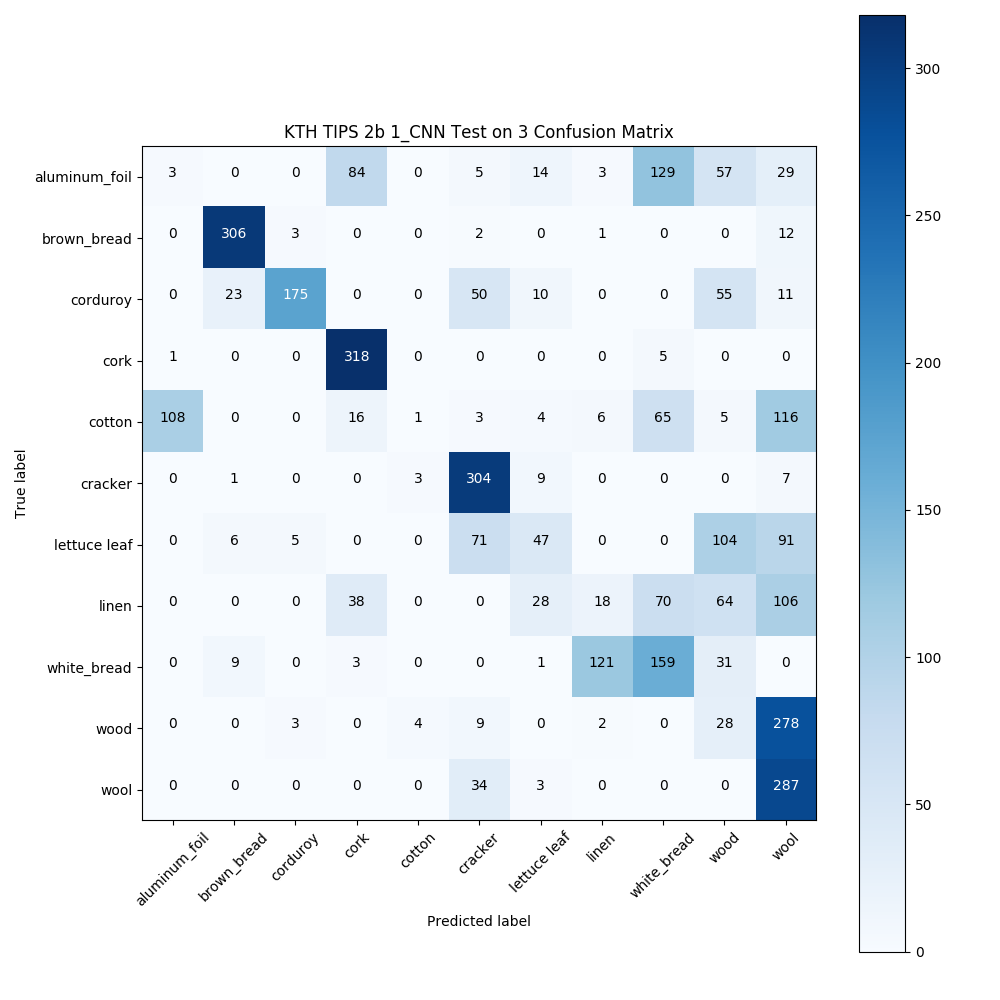 KTH TIPS 2b 1_CNN Test on 3 Confusion Matrix
aluminum_foil 3 0 0 84 0 5 14 3 129 57 29
brown_bread 0 306 3 0 0 2 0 1 0 0 12
corduroy 0 23 175 0 0 50 10 0 0 55 11
cork 1 0 0 318 0 0 0 0 5 0 0
cotton 108 0 0 16 1 3 4 6 65 5 116
cracker 0 1 0 0 3 304 9 0 0 0 7
lettuce leaf 0 6 5 0 0 71 47 0 0 104 91
linen 0 0 0 38 0 0 28 18 70 64 106
white_bread 0 9 0 3 0 0 1 121 159 31 0
wood 0 0 3 0 4 9 0 2 0 28 278
wool 0 0 0 0 0 34 3 0 0 0 287
aluminum_foil brown_bread corduroy cork cotton cracker lettuce leaf linen white_bread wood wool
Predicted label
True label
300
250
200
150
100
50
0